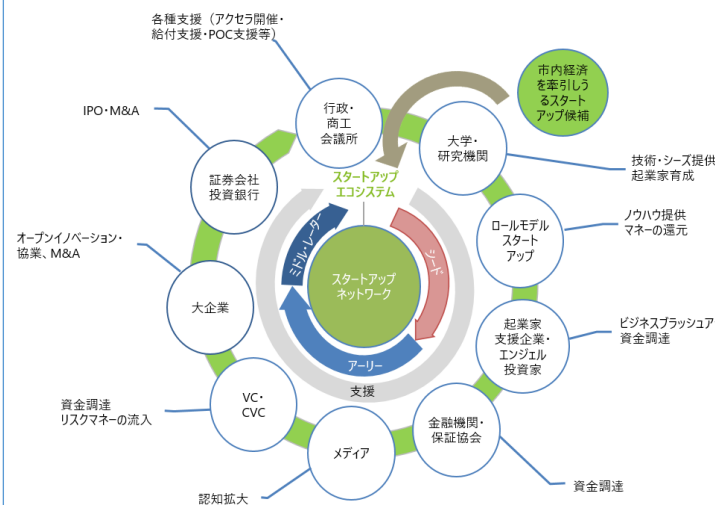 各種支援（アクセラ開催・
給付支援・POC支援等）
市内経済
を牽引しう
るスタート
アップ候補
行政・
商工
会議所
IPO・M&A
大学・
研究機関
技術・シーズ提供
起業家育成
証券会社
投資銀行
スタートアップ
エコシステム
ノウハウ提供
マネーの還元
ロールモデル
スタート
アップ
オープンイノベーション・
協業、M&A
ミドル・レーター
シード
スタートアップ
ネットワーク
大企業
起業家
支援企業・
エンジェル
投資家
ビジネスブラッシュア
資金調達
アーリー
支援
資金調達
リスクマネーの流入
VC・
CVC
金融機関・
保証協会
メディア
資金調達
認知拡大